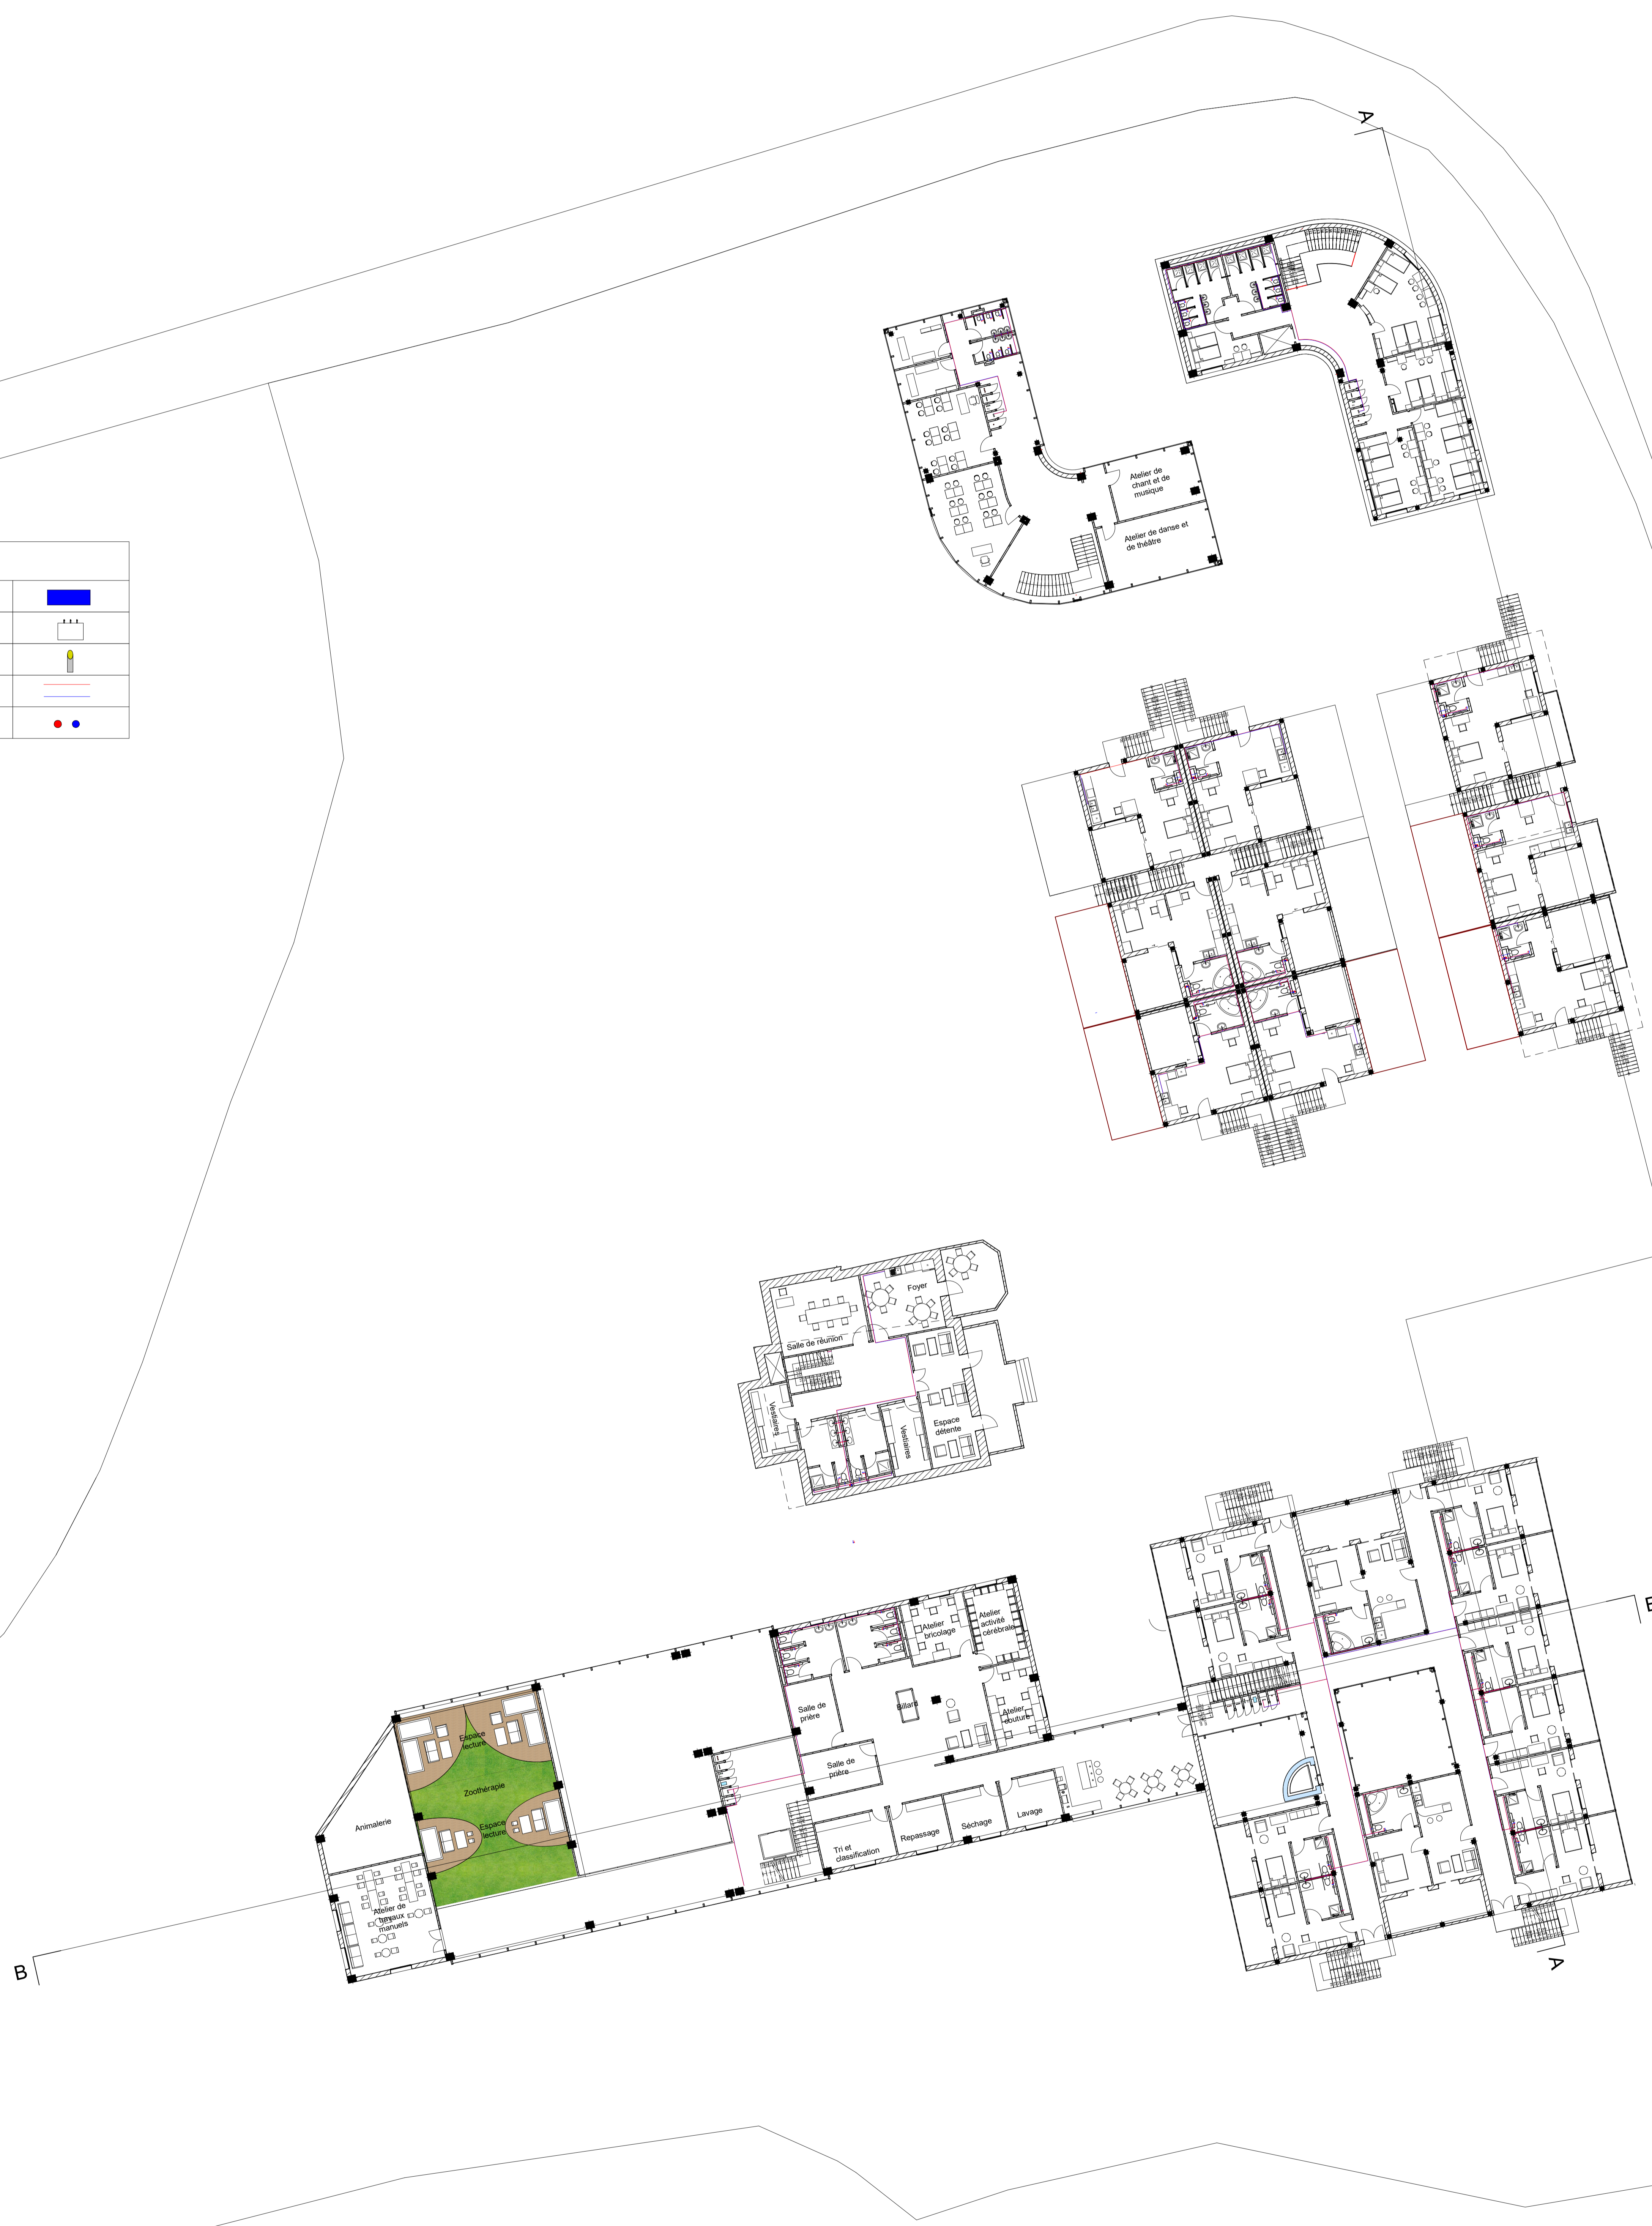 A
Atelier de
chant et de
musique
Atelier de danse et
de théâtre
Foyer
Salle de réunion
Vestiaires
Vestiaires
Espace
détente
Atelier
bricolage
Atelier
activité
cérébrale
Salle de
prière
Billard
Atelier
couture
Salle de
prière
Espace
lecture
Zoothérapie
Espace
lecture
Animalerie
Tri et
classification
Repassage
Séchage
Lavage
Atelier de
travaux
manuels
B
A